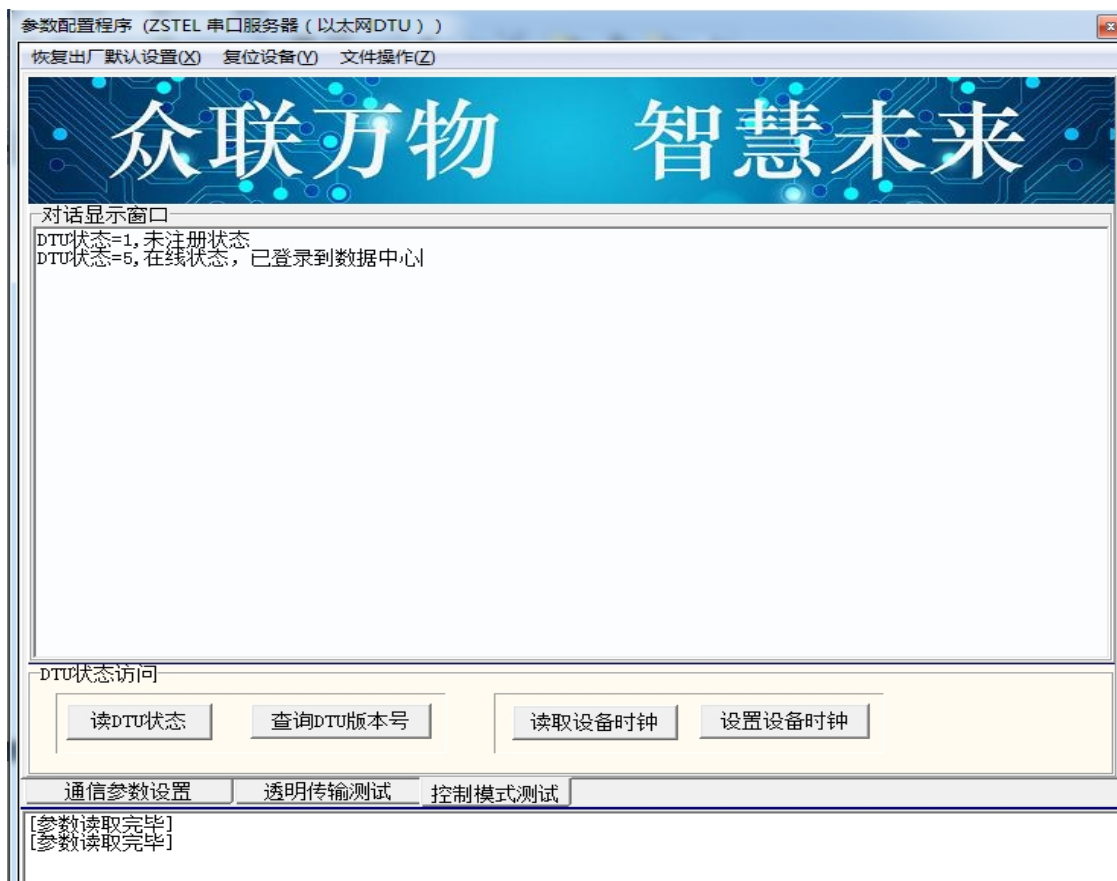 参数配置程序 (ZSTEL 串口服务器（以太网DTU）)
恢复出厂默认设置(X) 复位设备(Y) 文件操作(Z)
众联万物 智慧未来
对话显示窗口
DTU状态=1,未注册状态
DTU状态=5,在线状态，已登录到数据中心
DTU状态访问
读DTU状态 查询DTU版本号 读取设备时钟 设置设备时钟
通信参数设置 透明传输测试 控制模式测试
[参数读取完毕]
[参数读取完毕]